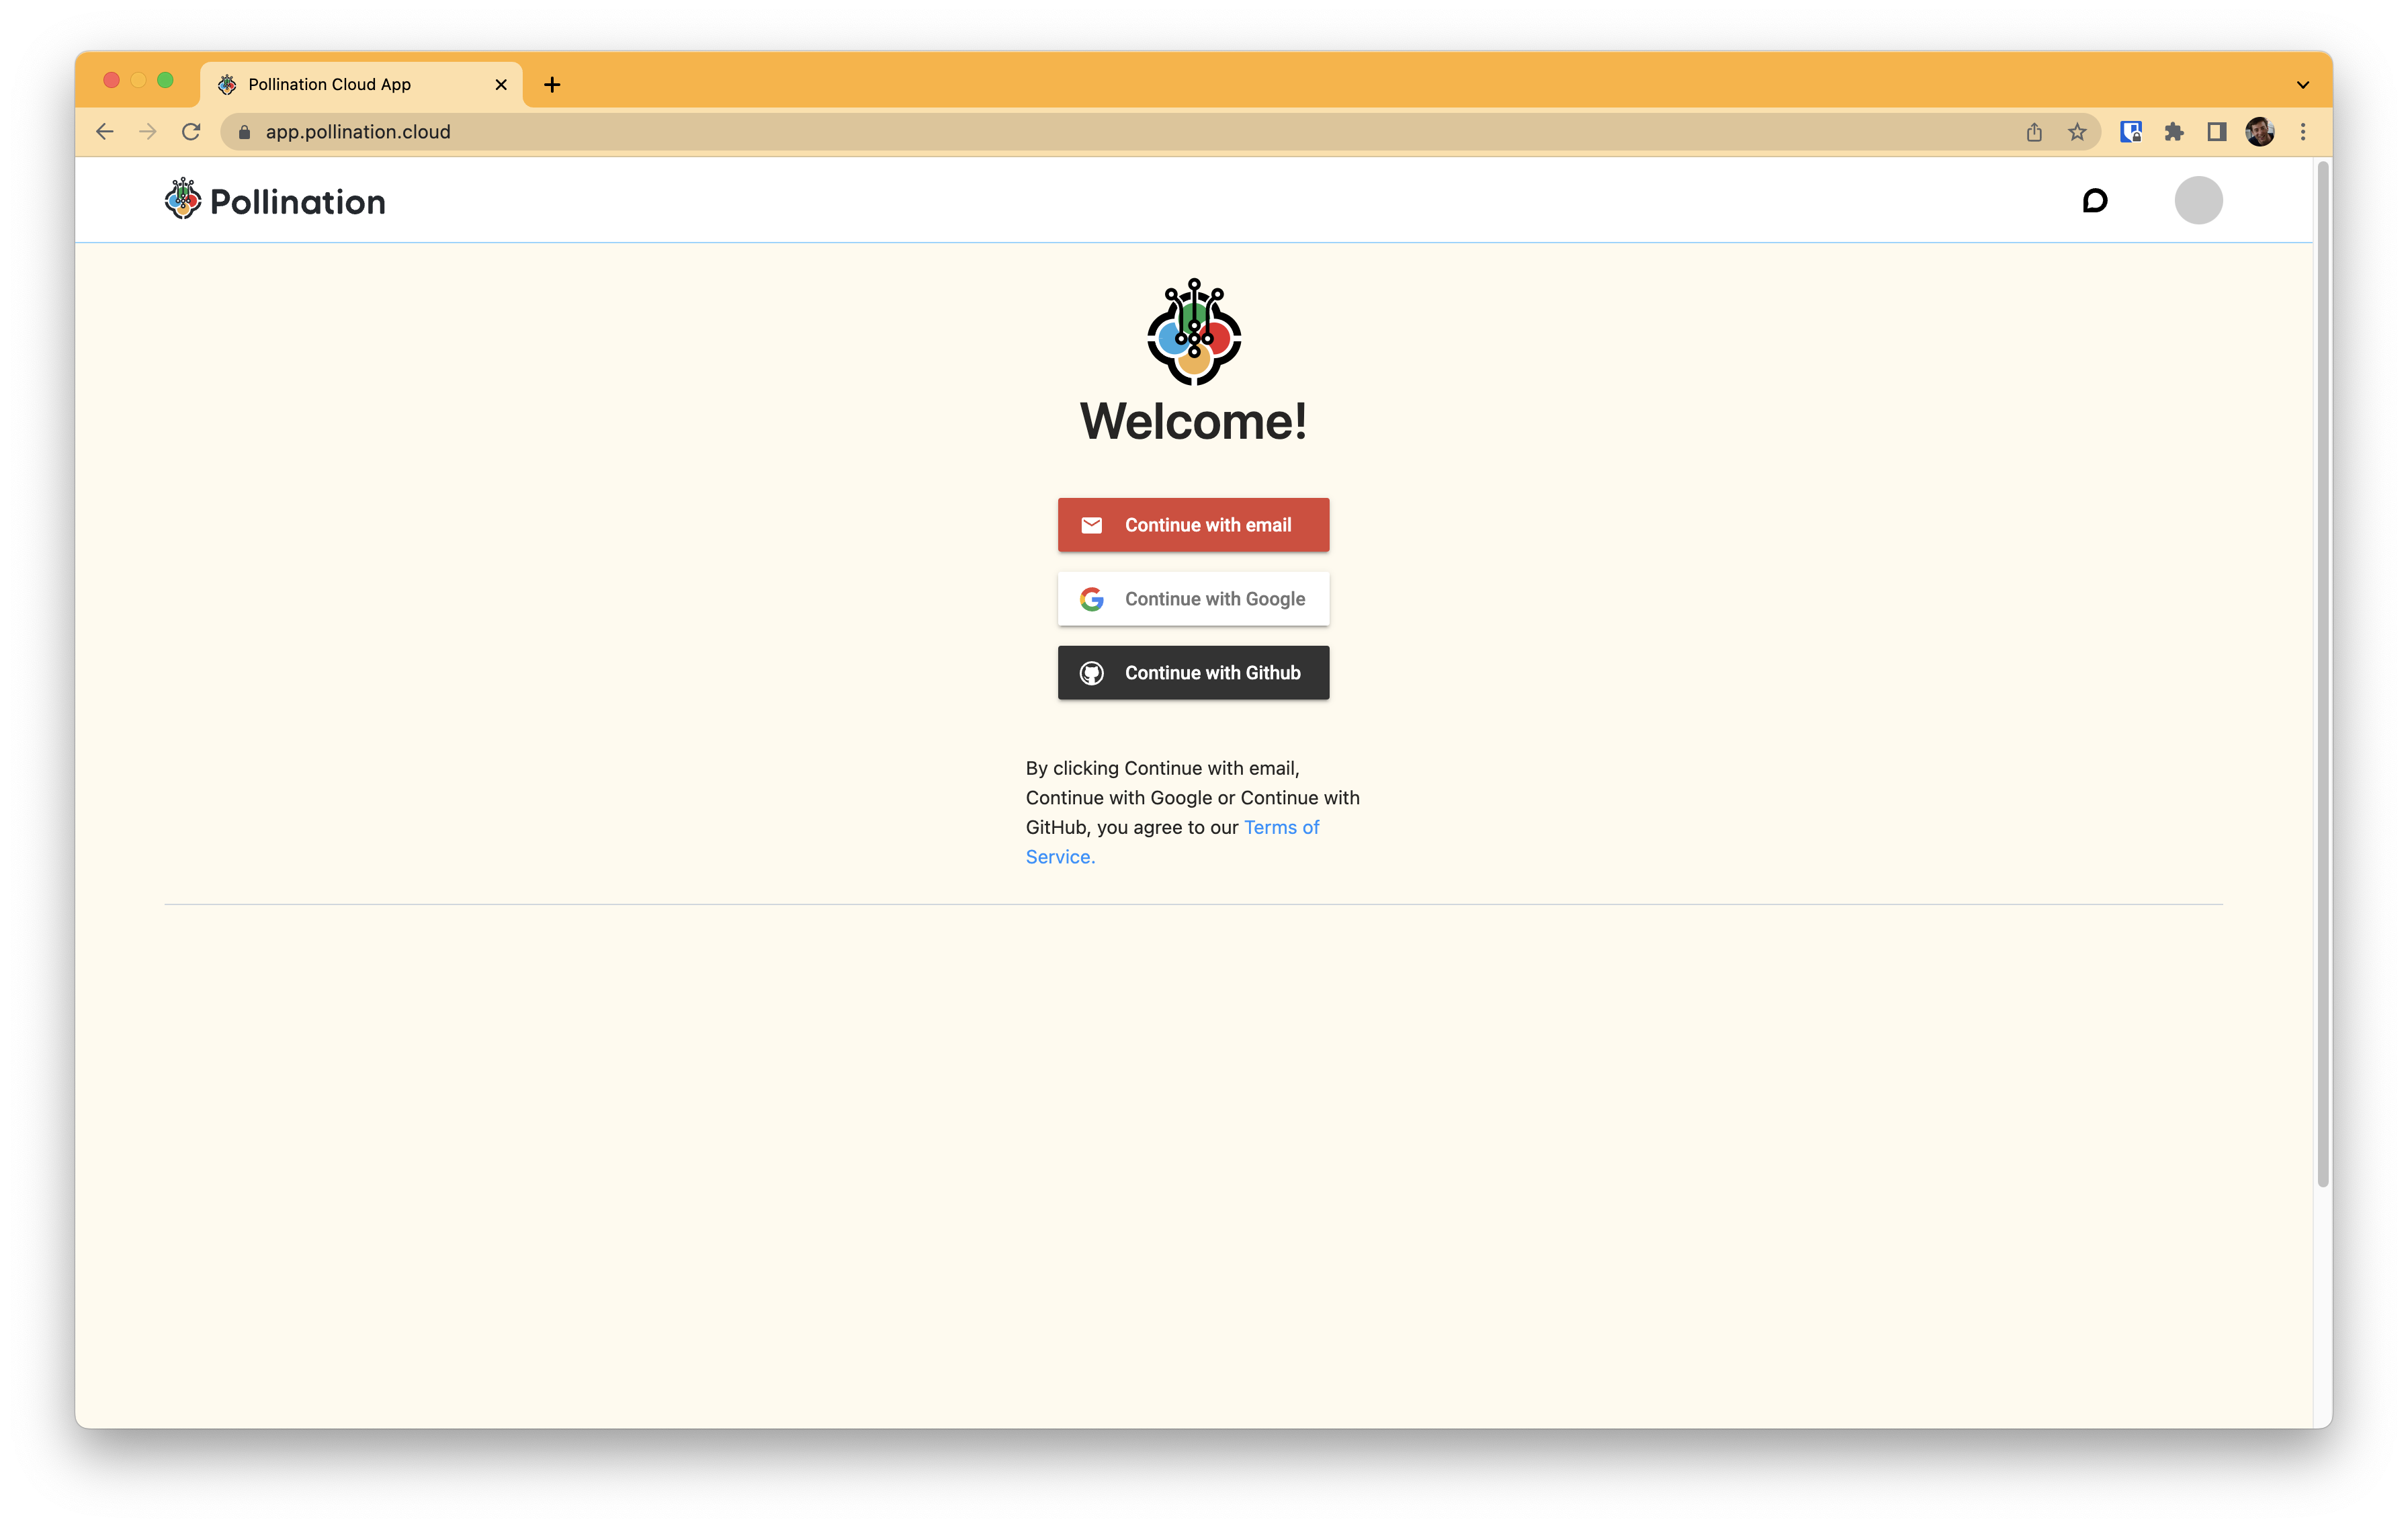 Pollination Cloud App
app.pollination.cloud
Pollination
Welcome!
Continue with email
Continue with Google
Continue with Github
By clicking Continue with email,
Continue with Google or Continue with
GitHub, you agree to our Terms of
Service.